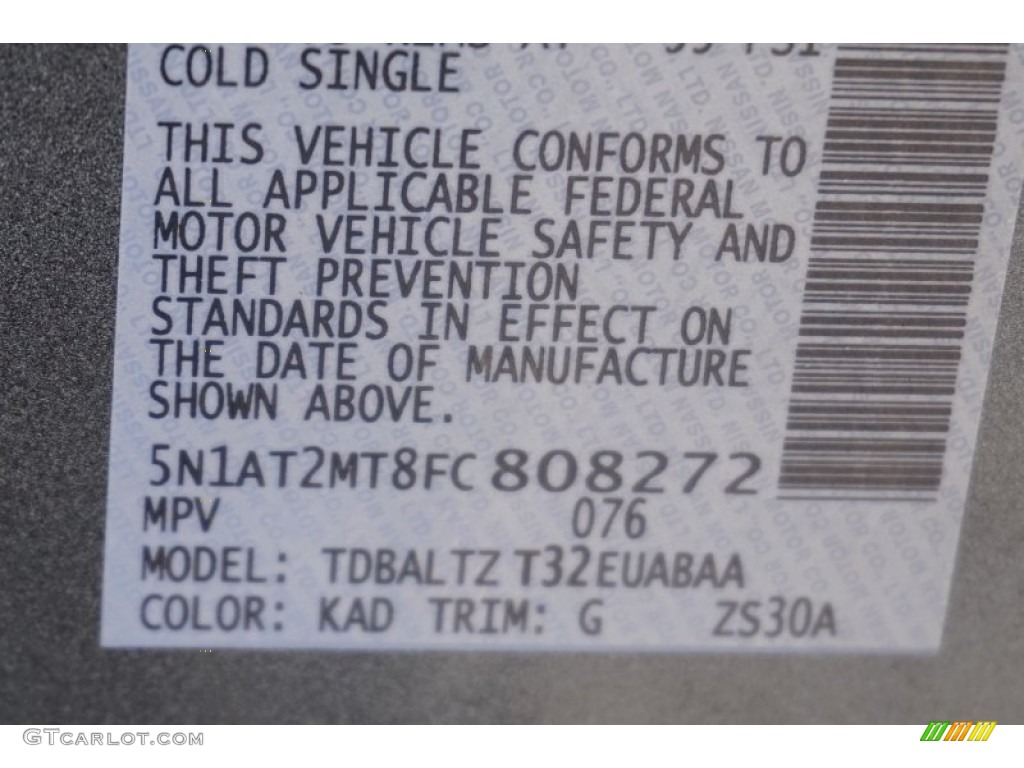 COLD SINGLE
THIS VEHICLE CONFORMS TO
ALL APPLICABLE FEDERAL
MOTOR VEHICLE SAFETY AND
THEFT PREVENTION
STANDARDS IN EFFECT ON
THE DATE OF MANUFACTURE
SHOWN ABOVE.
5N1AT2MT8FC808272
MPV 076
MODEL: TDBALTZ T32EUABAA
COLOR: KAD TRIM: G ZS30A
GTCARLOT.COM